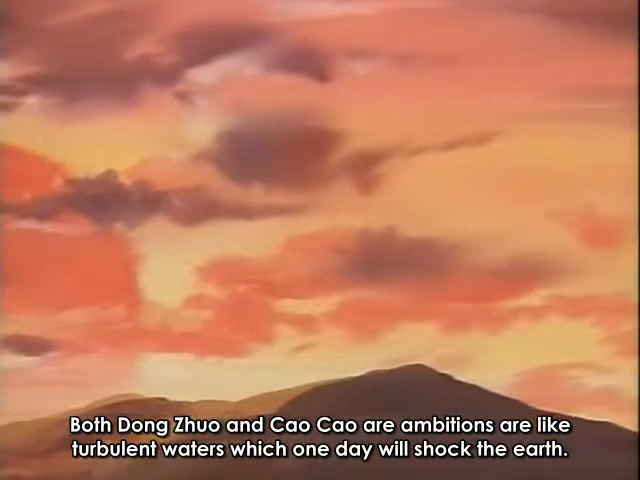 Both Dong Zhuo and Cao Cao are ambitions are like
turbulent waters which one day will shock the earth.